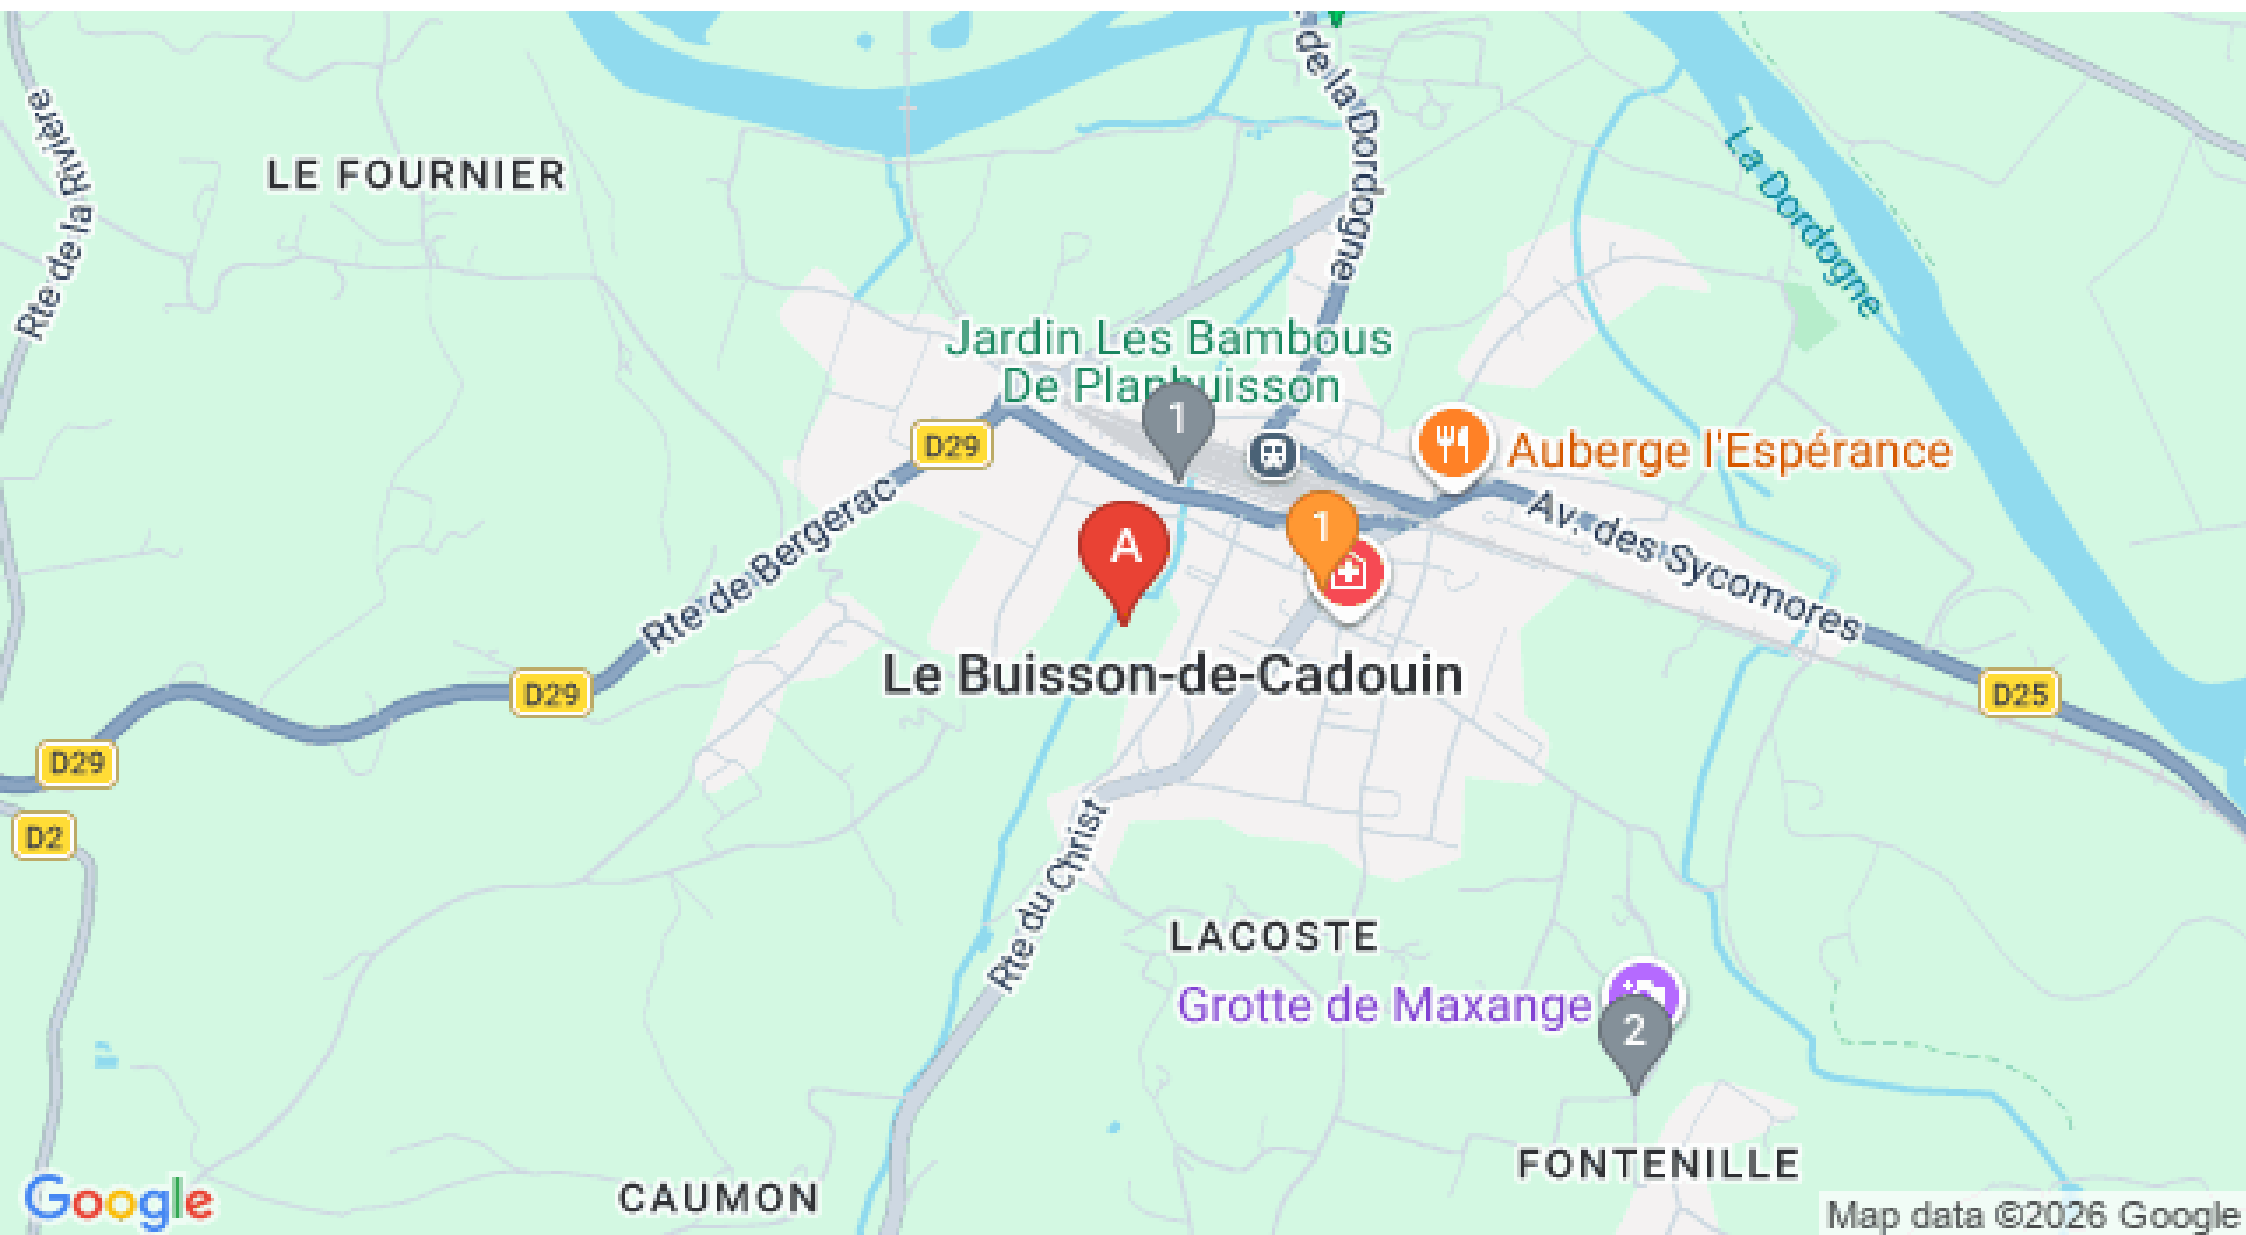 de la Dordogne
Rte de la Rivière
LE FOURNIER
La Dordogne
Jardin Les Bambous
De Planbuisson
1
D29
Auberge l'Espérance
Rte de Bergerac
Av. des Sycomores
1
A
Le Buisson-de-Cadouin
D29
D25
D29
D2
Rte du Christ
LACOSTE
Grotte de Maxange
2
FONTENILLE
CAUMON
Google
Map data ©2026 Google